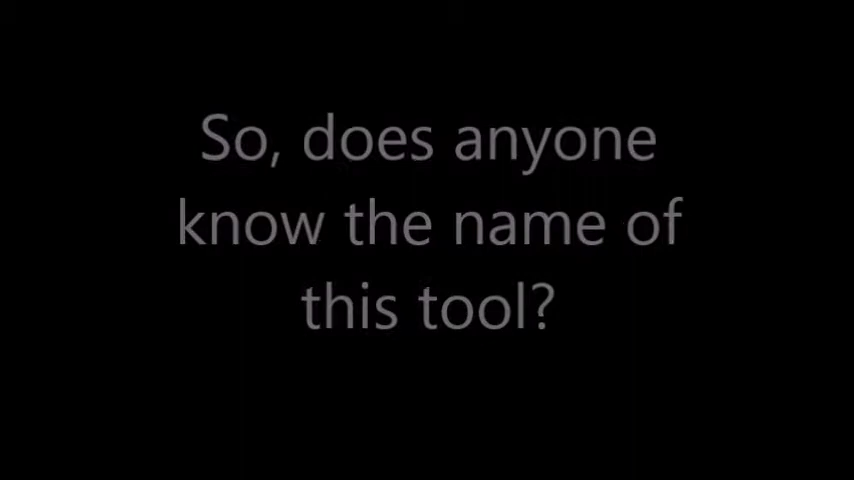 So, does anyone
know the name of
this tool?